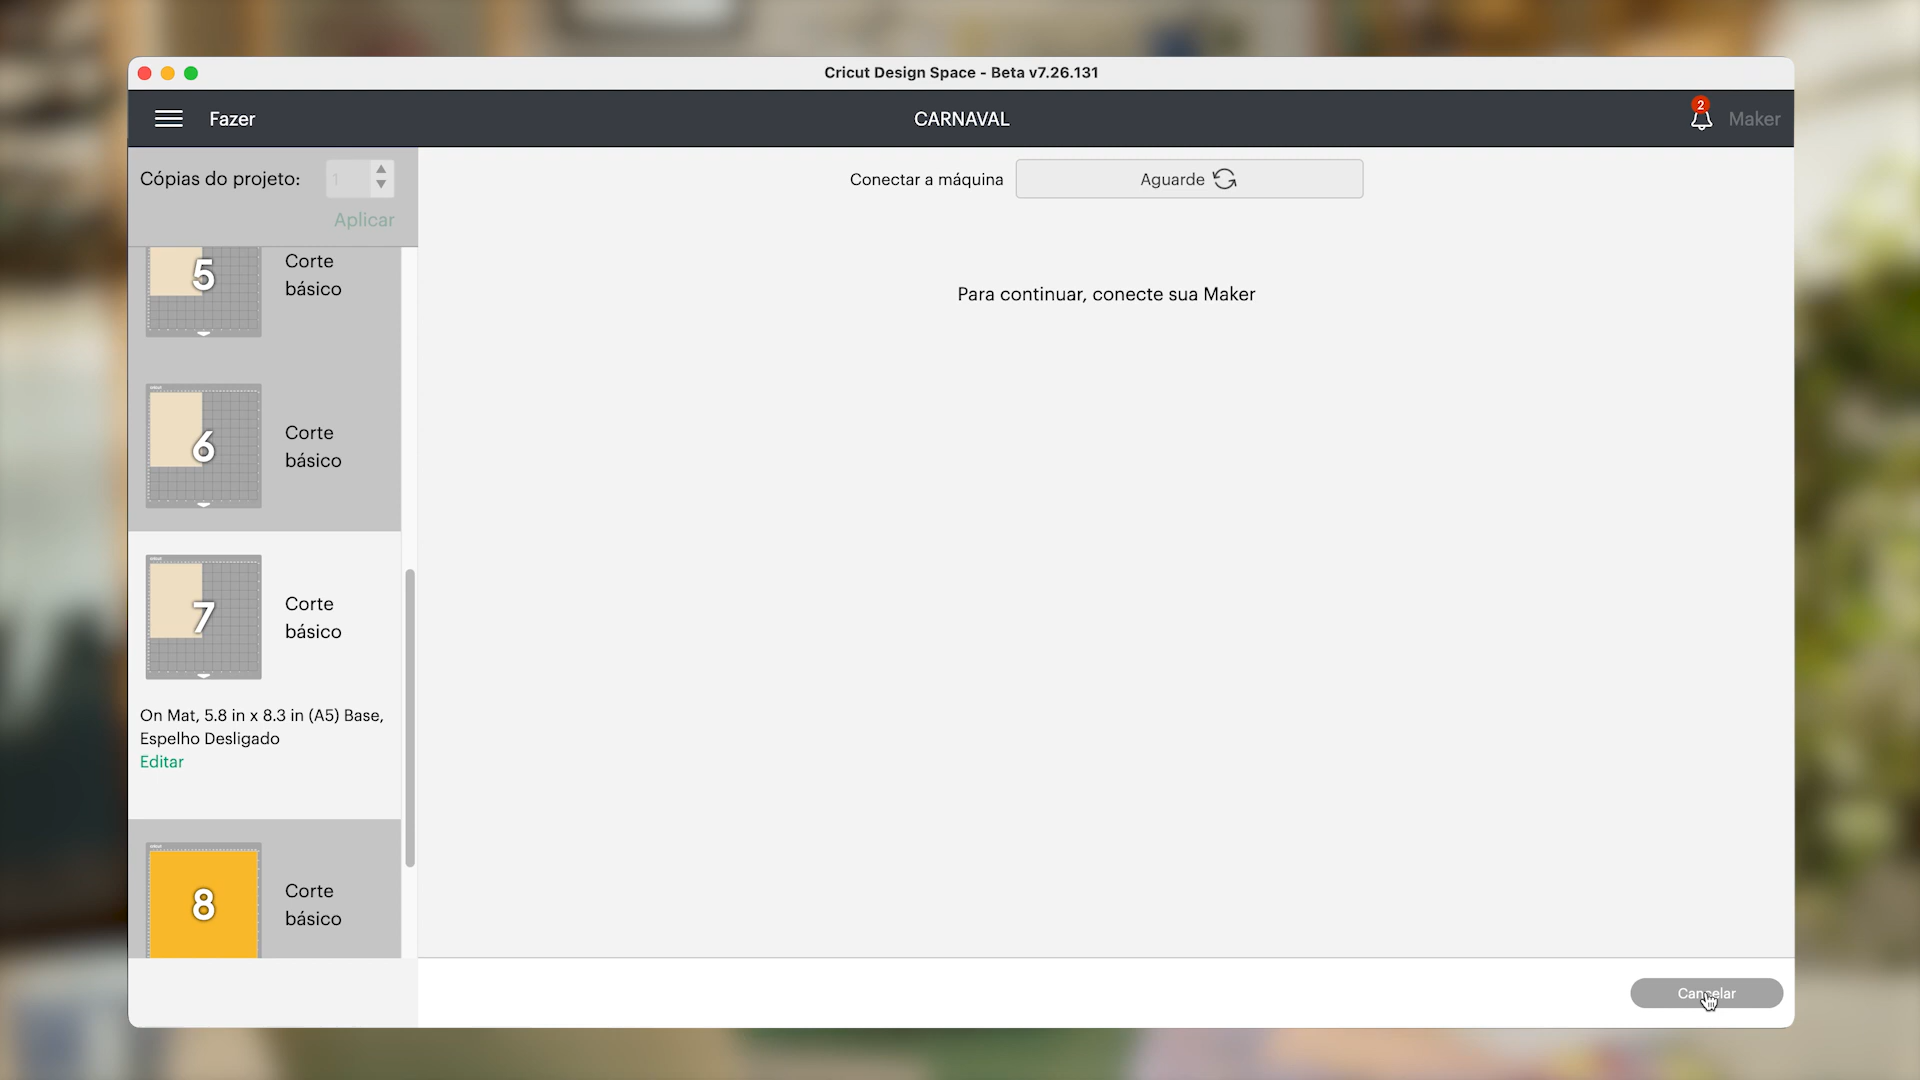 Cricut Design Space - Beta v7.26.131
Fazer
CARNAVAL
2
Maker
Cópias do projeto:
1
Aplicar
Conectar a máquina
Aguarde
Para continuar, conecte sua Maker
5
Corte
básico
6
Corte
básico
7
Corte
básico
On Mat, 5.8 in x 8.3 in (A5) Base,
Espelho Desligado
Editar
8
Corte
básico
Cancelar